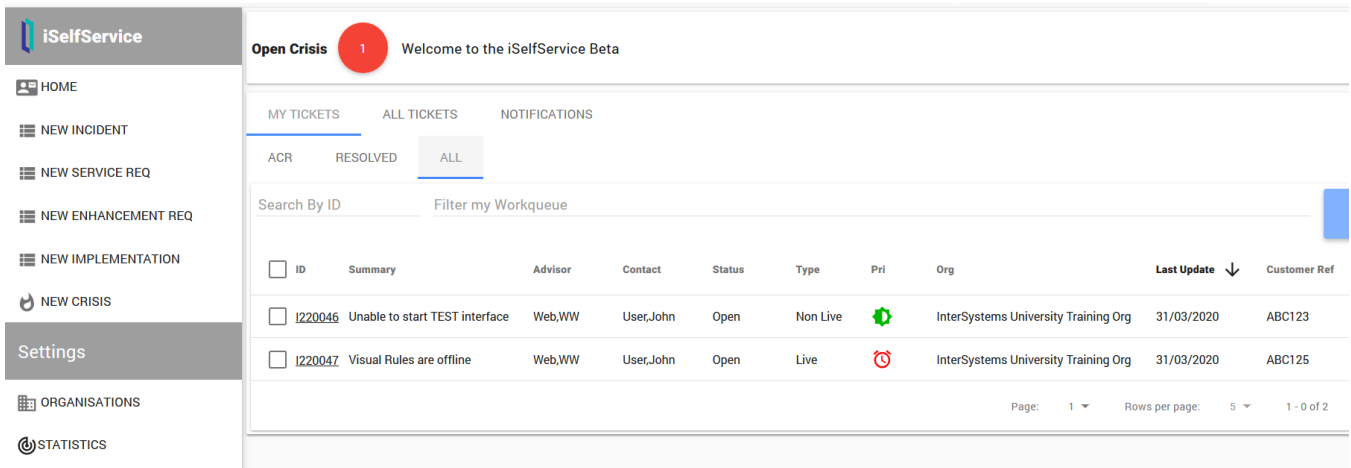 iSelfService
HOME
NEW INCIDENT
NEW SERVICE REQ
NEW ENHANCEMENT REQ
NEW IMPLEMENTATION
NEW CRISIS
Settings
ORGANISATIONS
STATISTICS
Open Crisis 1 Welcome to the iSelfService Beta
MY TICKETS ALL TICKETS NOTIFICATIONS
ACR RESOLVED ALL
Search By ID Filter my Workqueue
ID Summary Advisor Contact Status Type Pri Org Last Update Customer Ref
I220046 Unable to start TEST interface Web,WW User,John Open Non Live InterSystems University Training Org 31/03/2020 ABC123
I220047 Visual Rules are offline Web,WW User,John Open Live InterSystems University Training Org 31/03/2020 ABC125
Page: 1 Rows per page: 5 1 - 0 of 2